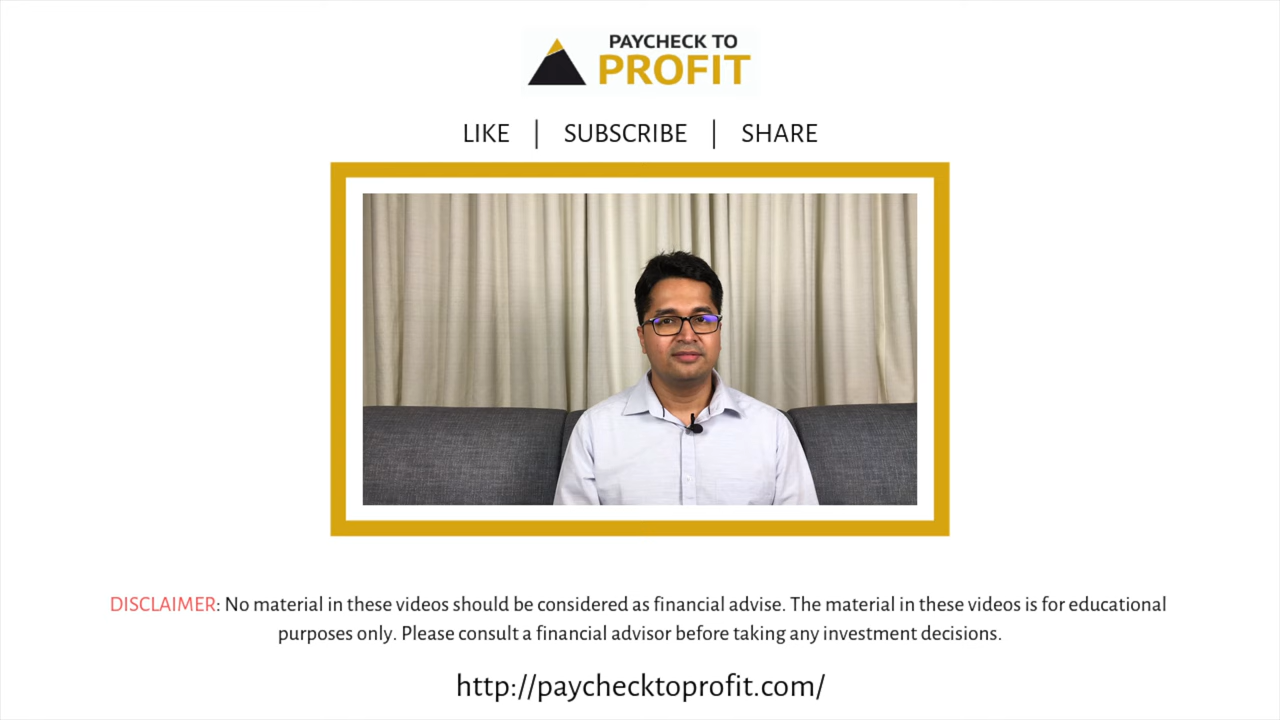 PAYCHECK TO
PROFIT
LIKE | SUBSCRIBE | SHARE
DISCLAIMER: No material in these videos should be considered as financial advise. The material in these videos is for educational
purposes only. Please consult a financial advisor before taking any investment decisions.
http://paychecktoprofit.com/